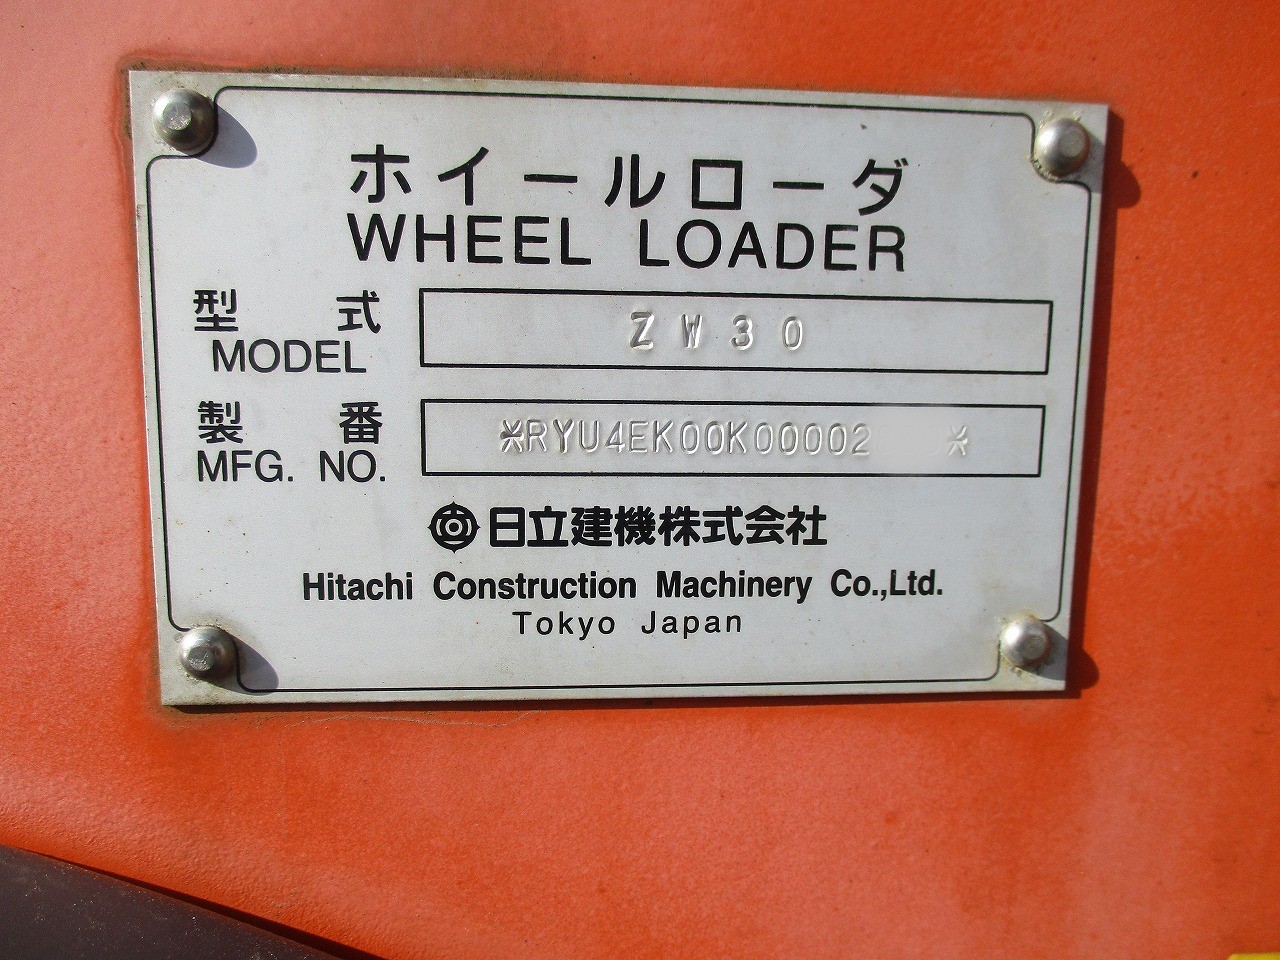 ホイールローダ
WHEEL LOADER
型式 ZW30
MODEL
製番 *RYU4EK00K00002 *
MFG. NO.
日立建機株式会社
Hitachi Construction Machinery Co.,Ltd.
Tokyo Japan